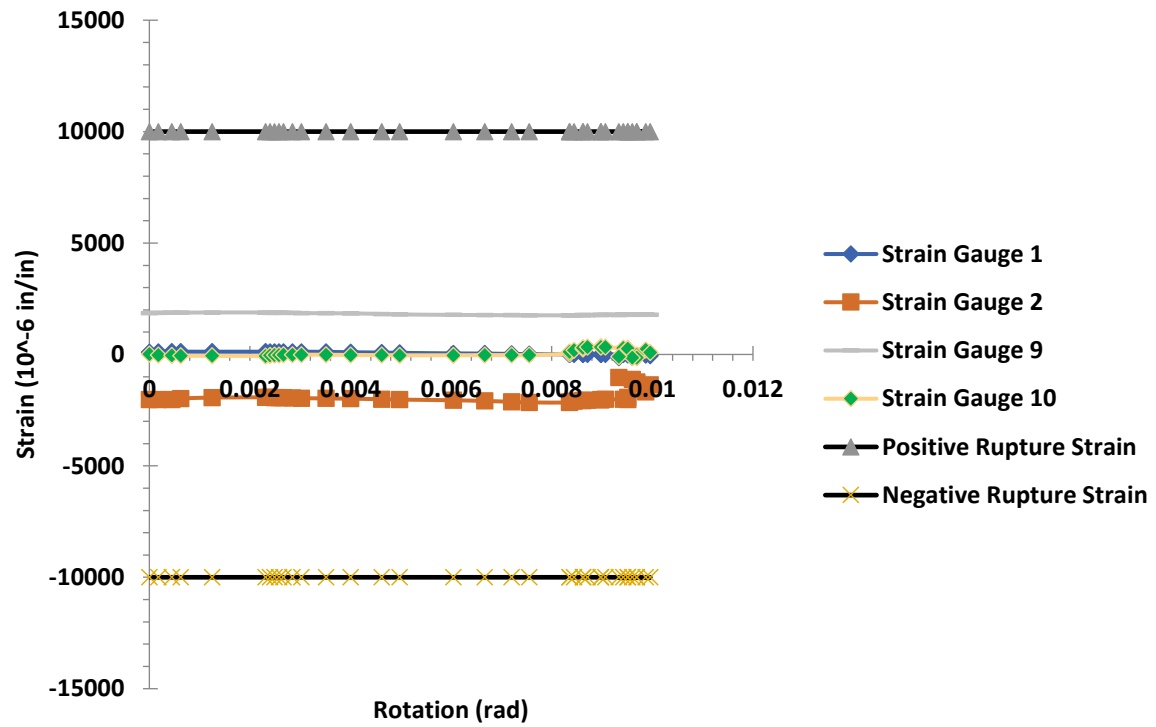 15000
10000
5000
0
-5000
-10000
-15000
Strain (10^-6 in/in)
0 0.002 0.004 0.006 0.008 0.01 0.012
Rotation (rad)
Strain Gauge 1
Strain Gauge 2
Strain Gauge 9
Strain Gauge 10
Positive Rupture Strain
Negative Rupture Strain